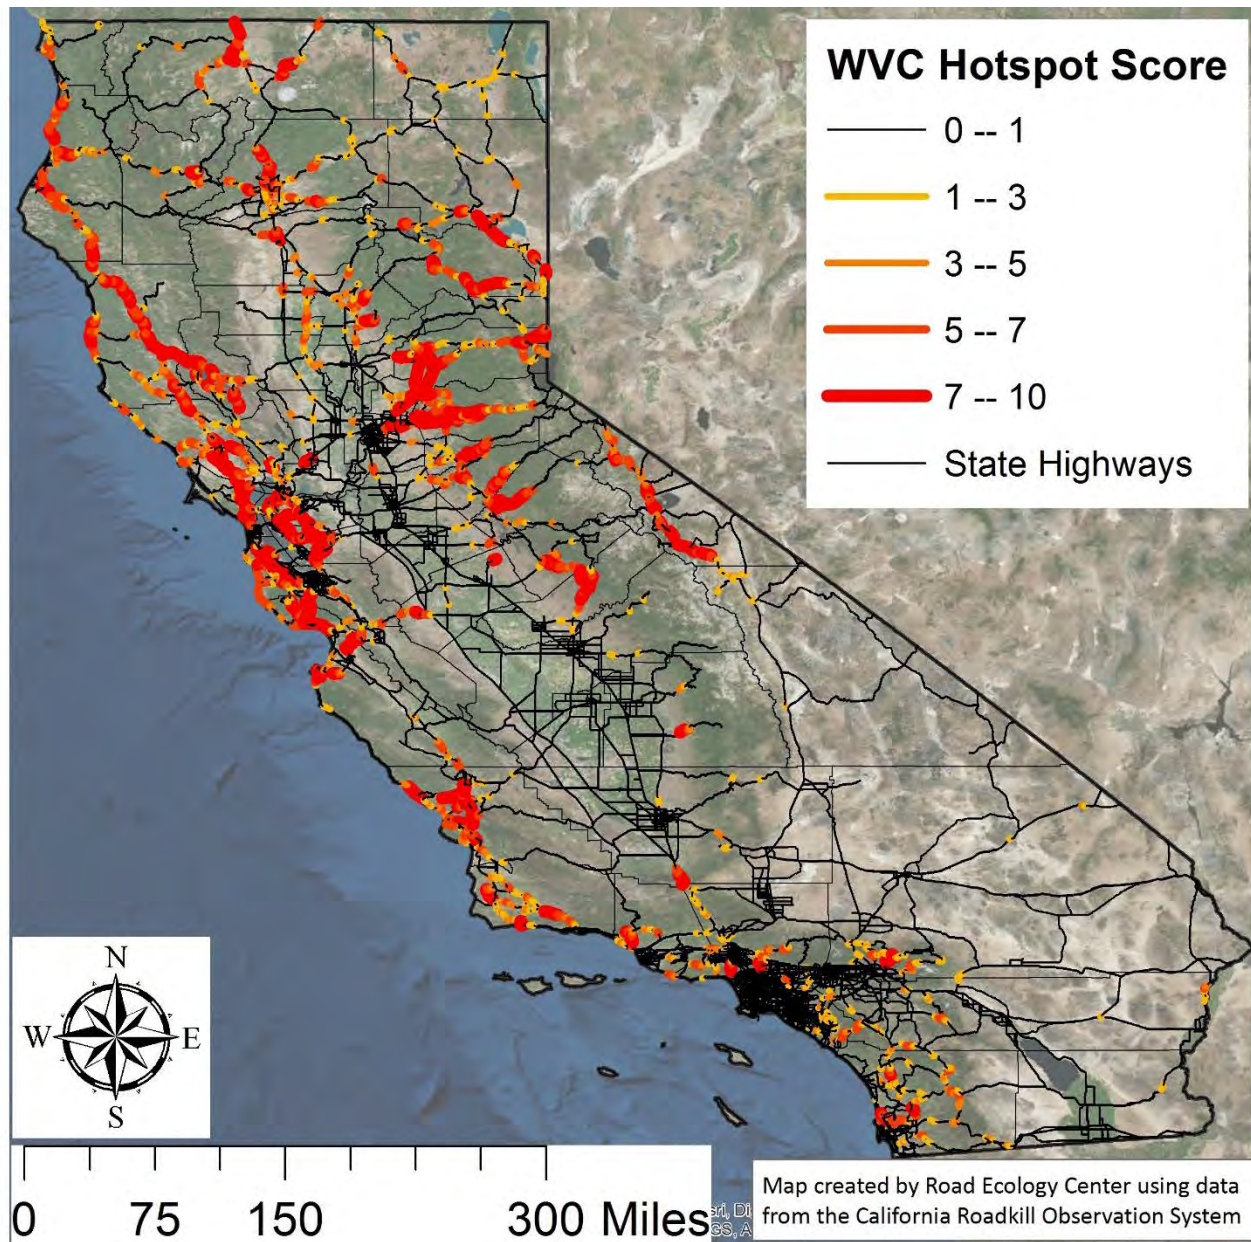 WVC Hotspot Score
0 -- 1
1 -- 3
3 -- 5
5 -- 7
7 -- 10
State Highways
N
W E
S
0 75 150 300 Miles
Map created by Road Ecology Center using data
from the California Roadkill Observation System